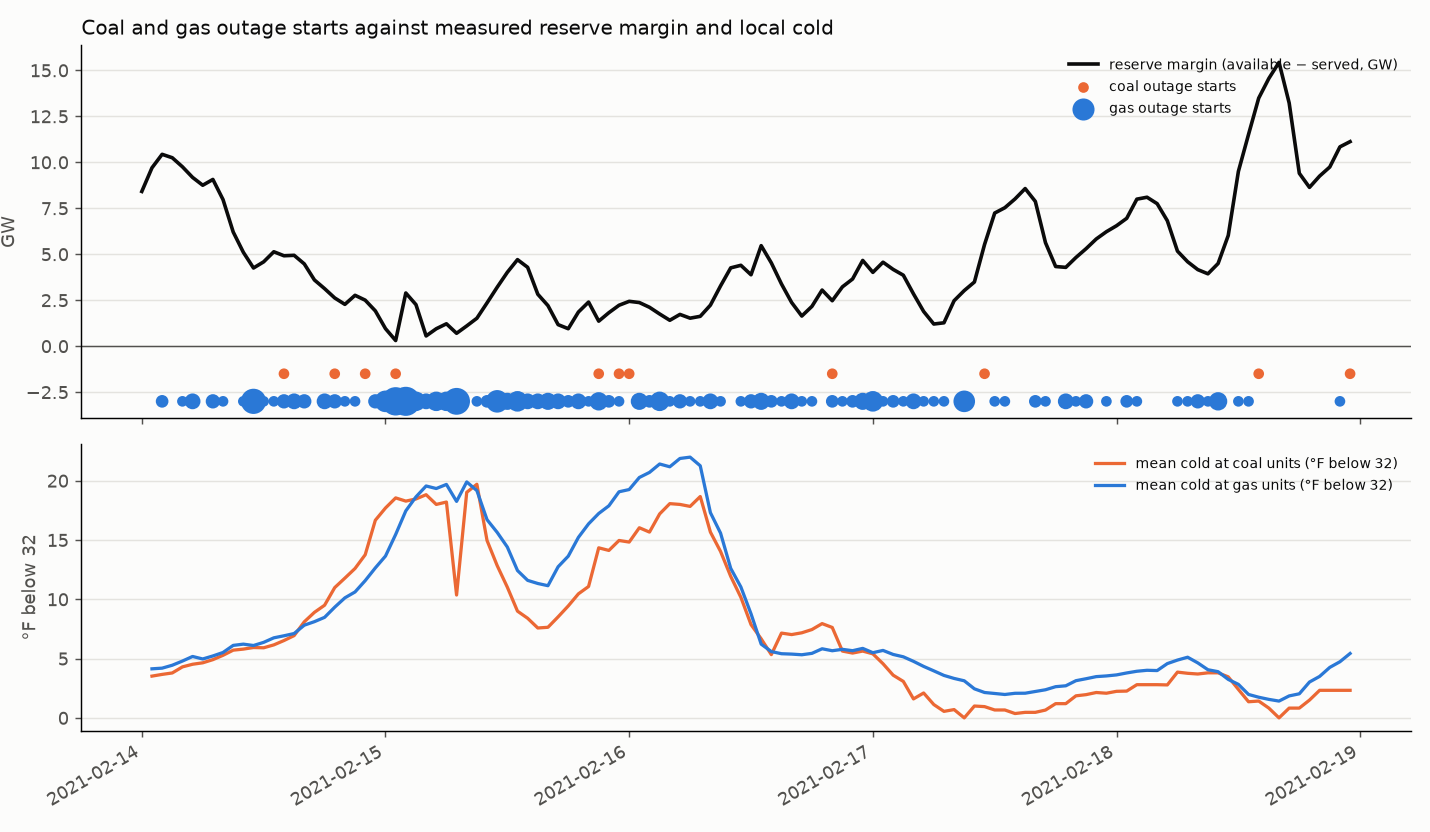 Coal and gas outage starts against measured reserve margin and local cold
reserve margin (available − served, GW)
coal outage starts
gas outage starts
15.0
12.5
10.0
7.5
5.0
2.5
0.0
−2.5
GW
mean cold at coal units (°F below 32)
mean cold at gas units (°F below 32)
20
15
10
5
0
°F below 32
2021-02-14
2021-02-15
2021-02-16
2021-02-17
2021-02-18
2021-02-19